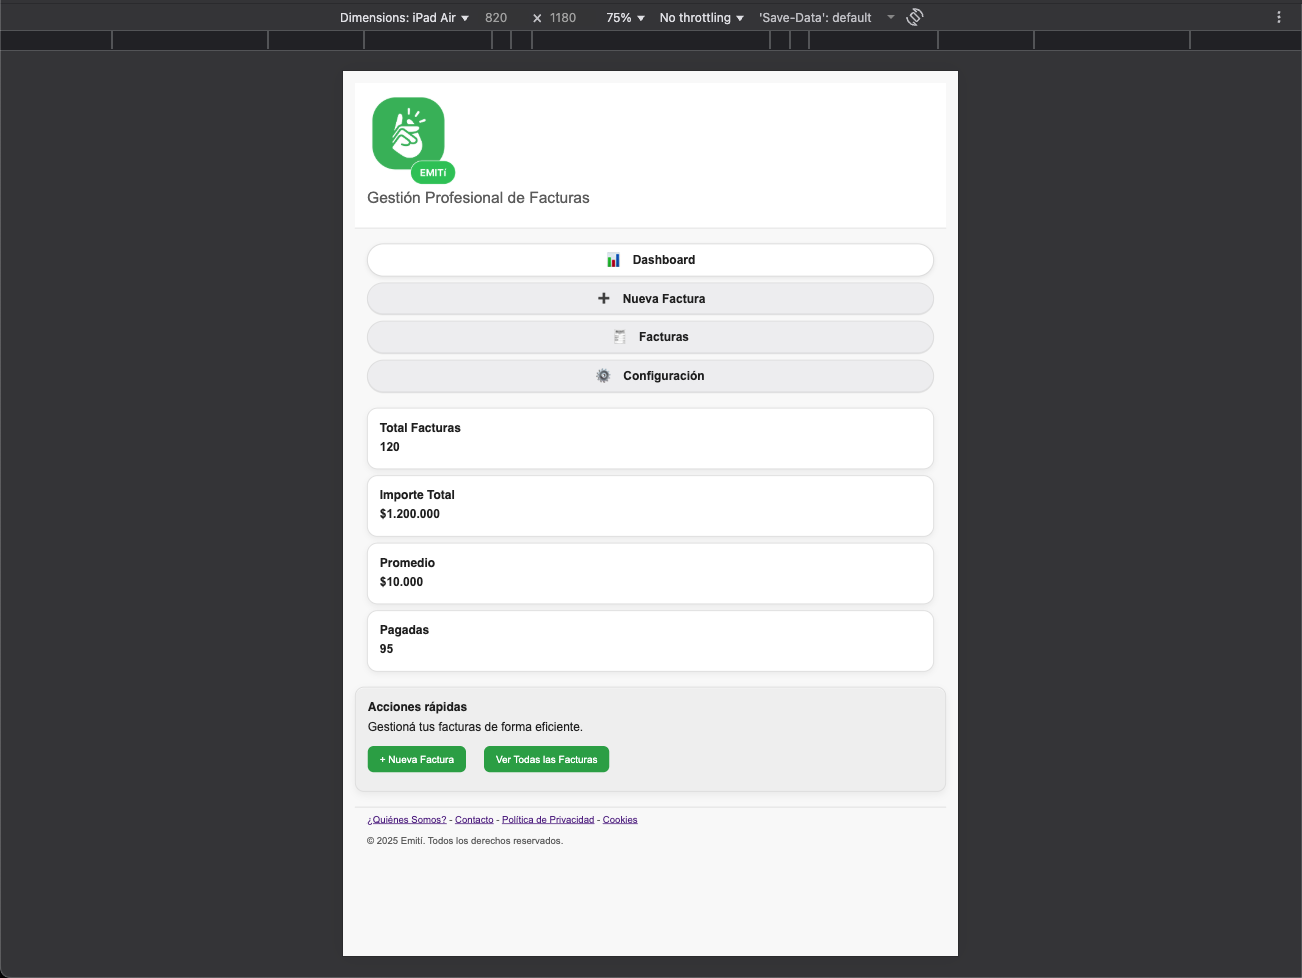 Dimensions: iPad Air 820 × 1180 75% No throttling 'Save-Data': default
EMITí
Gestión Profesional de Facturas
Dashboard
Nueva Factura
Facturas
Configuración
Total Facturas
120
Importe Total
$1.200.000
Promedio
$10.000
Pagadas
95
Acciones rápidas
Gestioná tus facturas de forma eficiente.
+ Nueva Factura Ver Todas las Facturas
¿Quiénes Somos? - Contacto - Política de Privacidad - Cookies
© 2025 Emití. Todos los derechos reservados.